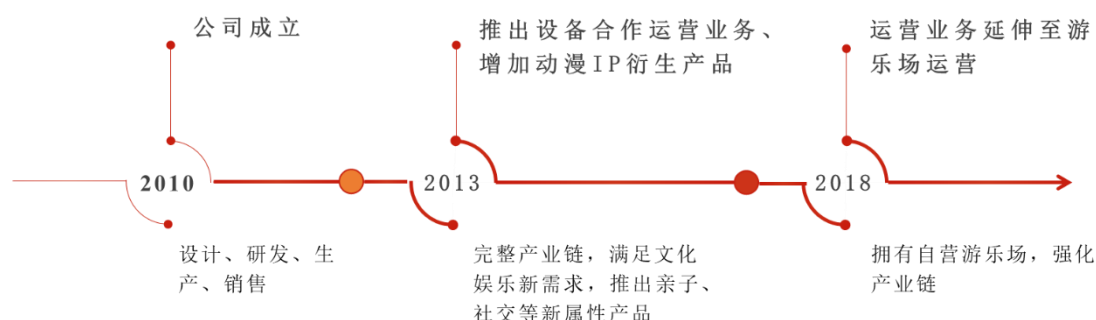 公司成立
推出设备合作运营业务、
增加动漫IP衍生产品
运营业务延伸至游
乐场运营
2010
2013
2018
设计、研发、生
产、销售
完整产业链，满足文化
娱乐新需求，推出亲子、
社交等新属性产品
拥有自营游乐场，强化
产业链